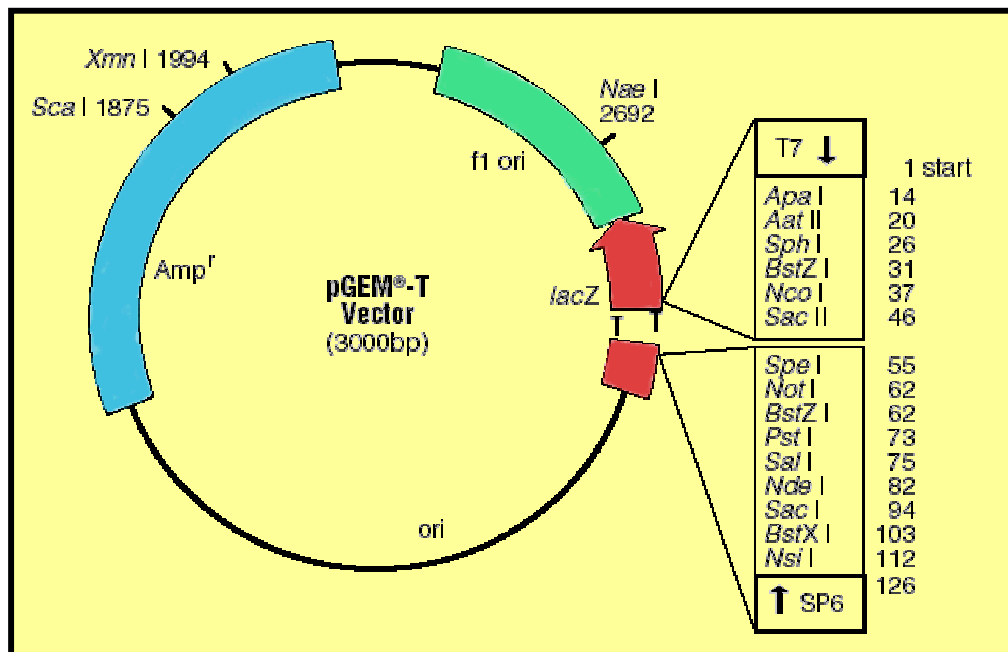 Xmn I 1994
Sca I 1875
Nae I
2692
f1 ori
Ampr
pGEM®-T
Vector
(3000bp)
lacZ
T T
ori
T7 ↓
1 start
Apa I 14
Aat II 20
Sph I 26
BstZ I 31
Nco I 37
Sac II 46
Spe I 55
Not I 62
BstZ I 62
Pst I 73
Sal I 75
Nde I 82
Sac I 94
BstX I 103
Nsi I 112
126
↑ SP6